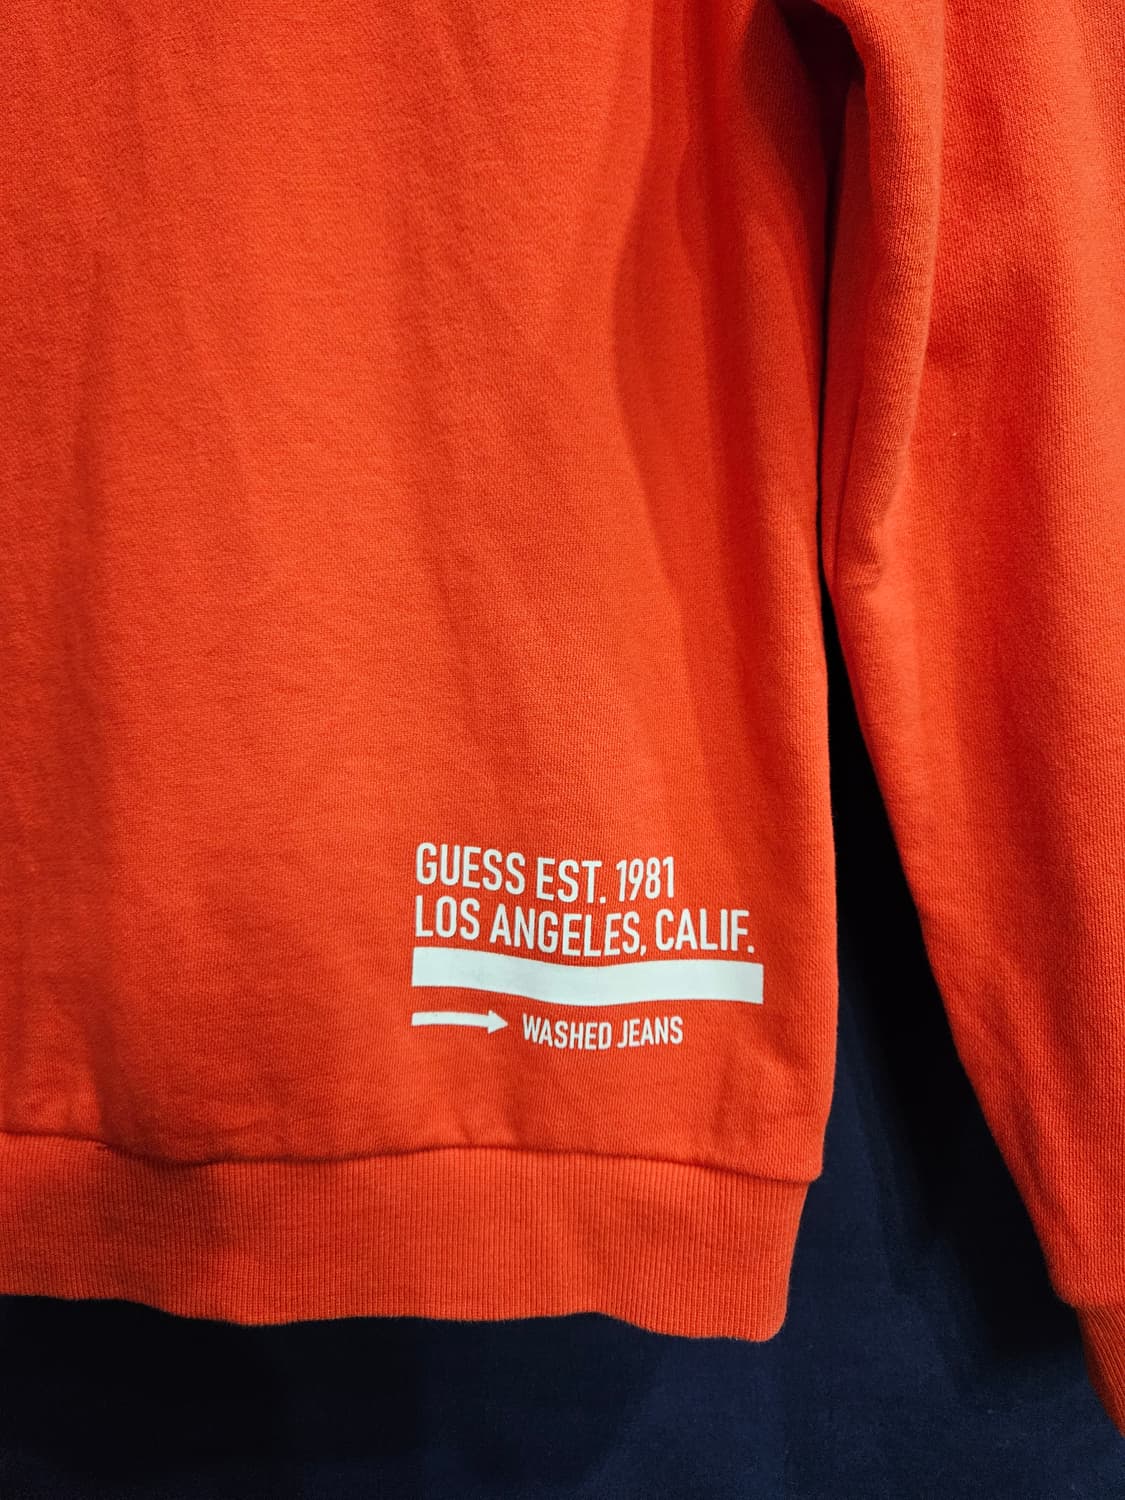 GUESS EST. 1981
LOS ANGELES, CALIF.
WASHED JEANS